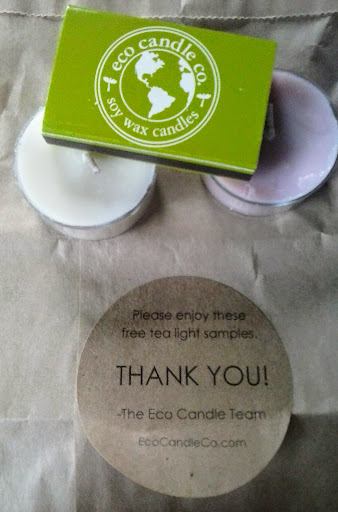 eco candle co.
soy wax candles
Please enjoy these
free tea light samples.
THANK YOU!
-The Eco Candle Team
EcoCandleCo.com